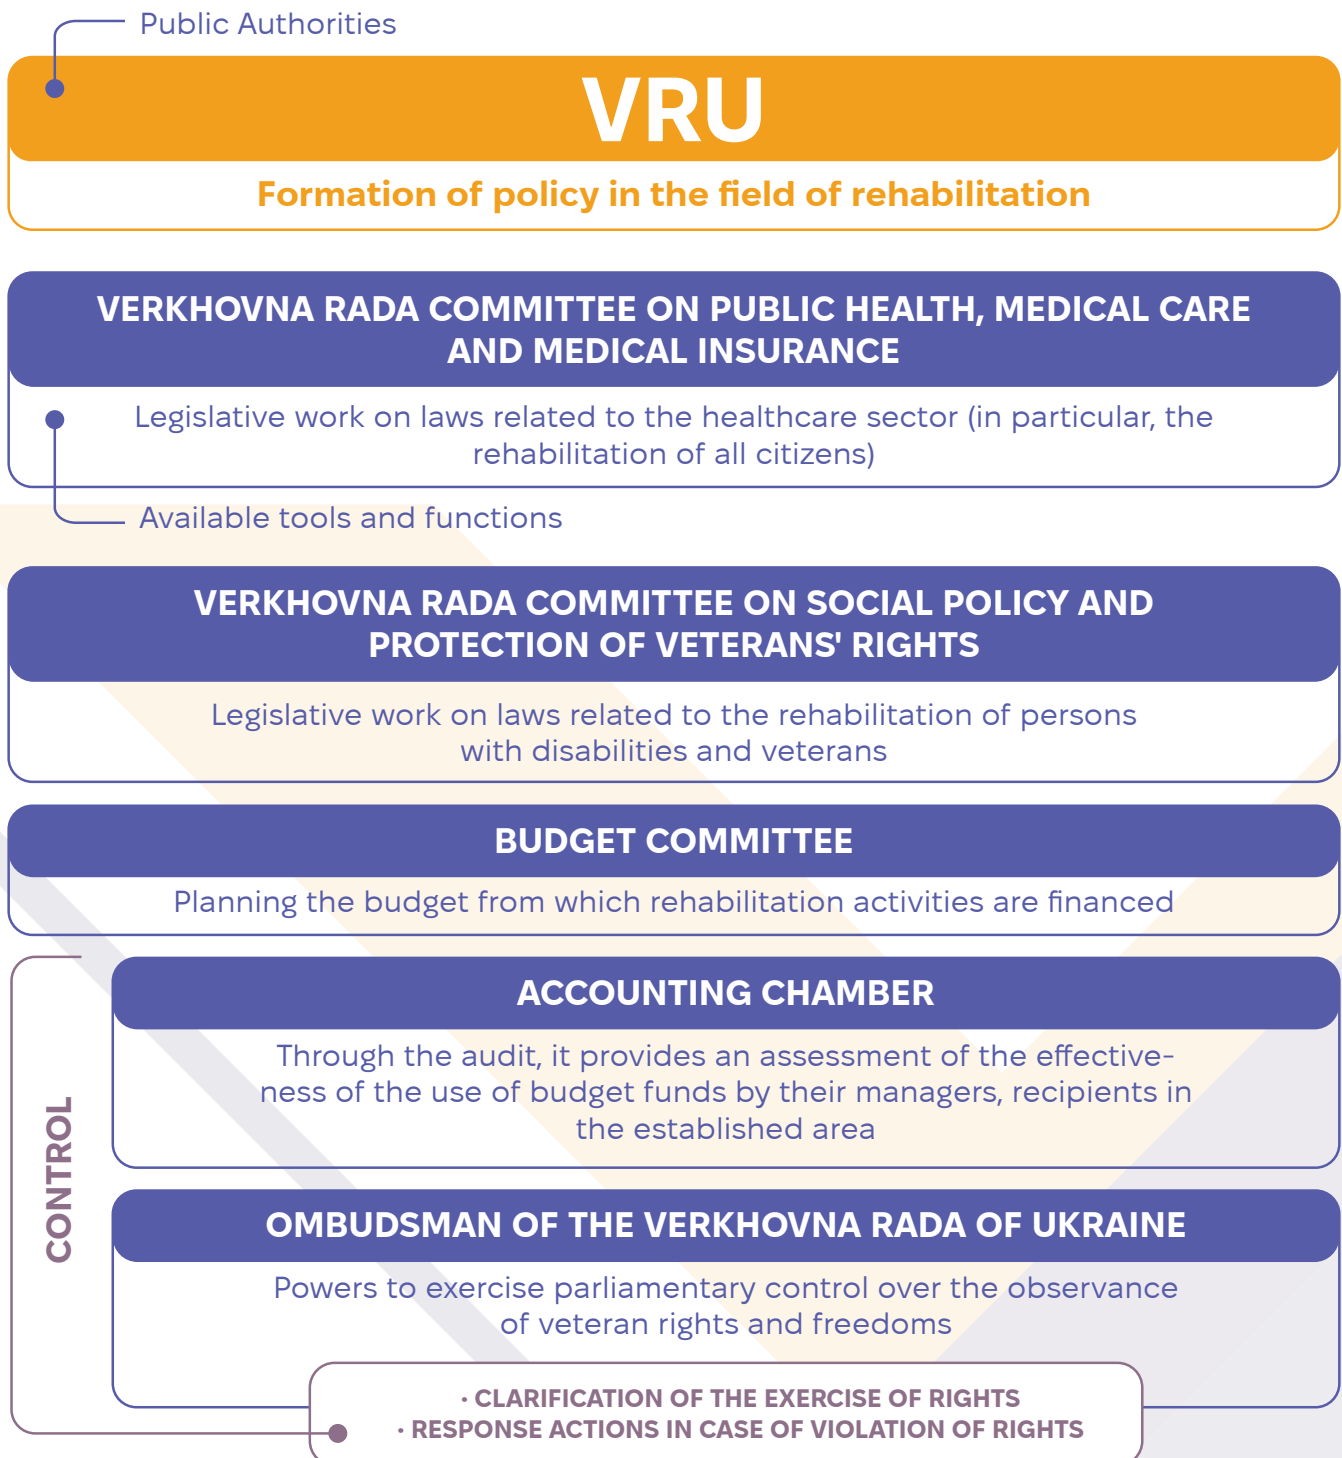 Public Authorities
VRU
Formation of policy in the field of rehabilitation
VERKHOVNA RADA COMMITTEE ON PUBLIC HEALTH, MEDICAL CARE
AND MEDICAL INSURANCE
Legislative work on laws related to the healthcare sector (in particular, the
rehabilitation of all citizens)
Available tools and functions
VERKHOVNA RADA COMMITTEE ON SOCIAL POLICY AND
PROTECTION OF VETERANS' RIGHTS
Legislative work on laws related to the rehabilitation of persons
with disabilities and veterans
BUDGET COMMITTEE
Planning the budget from which rehabilitation activities are financed
CONTROL
ACCOUNTING CHAMBER
Through the audit, it provides an assessment of the effective-
ness of the use of budget funds by their managers, recipients in
the established area
OMBUDSMAN OF THE VERKHOVNA RADA OF UKRAINE
Powers to exercise parliamentary control over the observance
of veteran rights and freedoms
· CLARIFICATION OF THE EXERCISE OF RIGHTS
· RESPONSE ACTIONS IN CASE OF VIOLATION OF RIGHTS